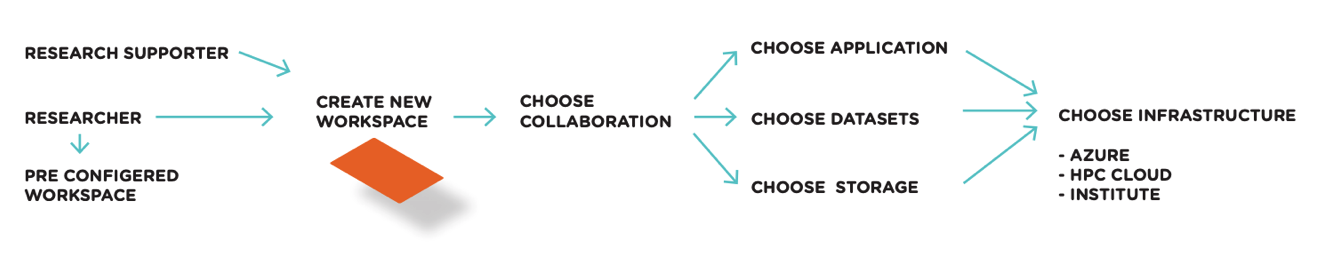 RESEARCH SUPPORTER
RESEARCHER
PRE CONFIGERED
WORKSPACE
CREATE NEW
WORKSPACE
CHOOSE
COLLABORATION
CHOOSE APPLICATION
CHOOSE DATASETS
CHOOSE STORAGE
CHOOSE INFRASTRUCTURE
- AZURE
- HPC CLOUD
- INSTITUTE